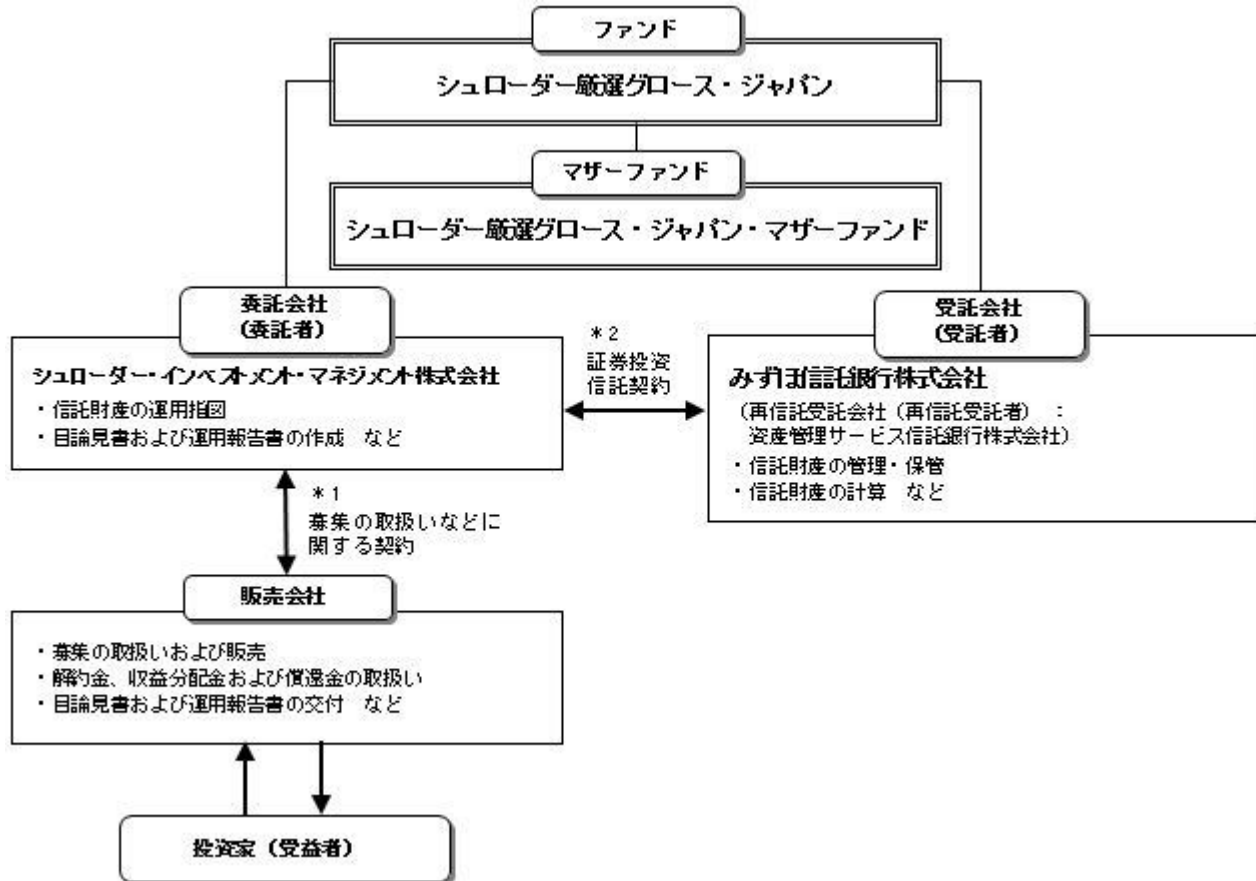 ファンド
シュローダー厳選グロース・ジャパン
マザーファンド
シュローダー厳選グロース・ジャパン・マザーファンド
委託会社
(委託者)
シュローダー・インベストメント・マネジメント株式会社
・信託財産の運用指図
・目論見書および運用報告書の作成 など
*2
証券投資
信託契約
受託会社
(受託者)
みずほ信託銀行株式会社
(再信託受託会社(再信託受託者) :
資産管理サービス信託銀行株式会社)
・信託財産の管理・保管
・信託財産の計算 など
*1
募集の取扱いなどに
関する契約
販売会社
・募集の取扱いおよび販売
・解約金、収益分配金および償還金の取扱い
・目論見書および運用報告書の交付 など
投資家(受益者)